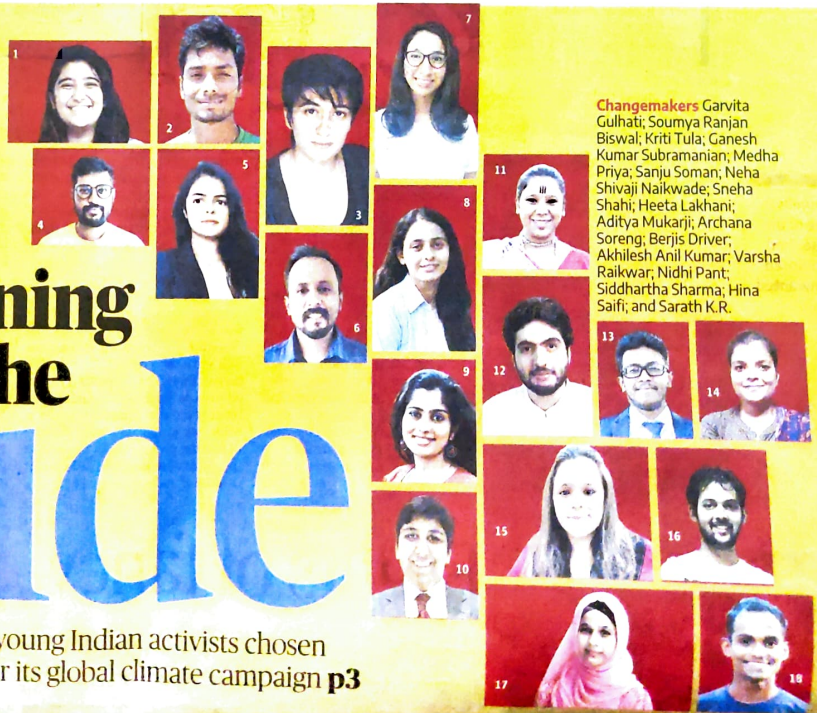 1
2
3
4
5
6
7
8
9
10
11
12
13
14
15
16
17
18
Changemakers Garvita
Gulhati; Soumya Ranjan
Biswal; Kriti Tula; Ganesh
Kumar Subramanian; Medha
Priya; Sanju Soman; Neha
Shivaji Naikwade; Sneha
Shahi; Heeta Lakhani;
Aditya Mukarji; Archana
Soreng; Berjis Driver;
Akhilesh Anil Kumar; Varsha
Raikwar; Nidhi Pant;
Siddhartha Sharma; Hina
Saifi; and Sarath K.R.
ning
he
ide
young Indian activists chosen
r its global climate campaign p3